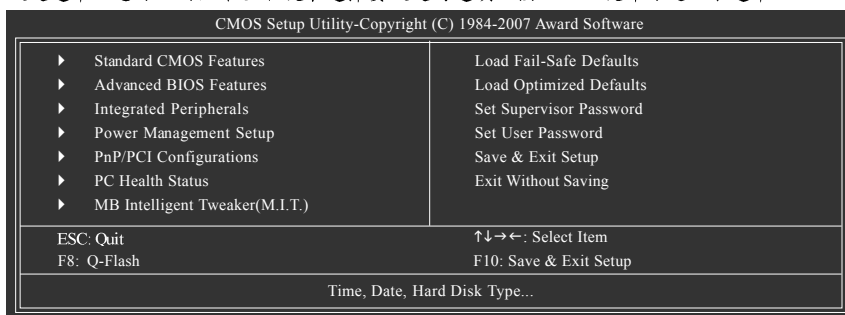 CMOS Setup Utility-Copyright (C) 1984-2007 Award Software
Standard CMOS Features
Advanced BIOS Features
Integrated Peripherals
Power Management Setup
PnP/PCI Configurations
PC Health Status
MB Intelligent Tweaker(M.I.T.)
Load Fail-Safe Defaults
Load Optimized Defaults
Set Supervisor Password
Set User Password
Save & Exit Setup
Exit Without Saving
ESC: Quit
↑↓→←: Select Item
F8: Q-Flash
F10: Save & Exit Setup
Time, Date, Hard Disk Type...